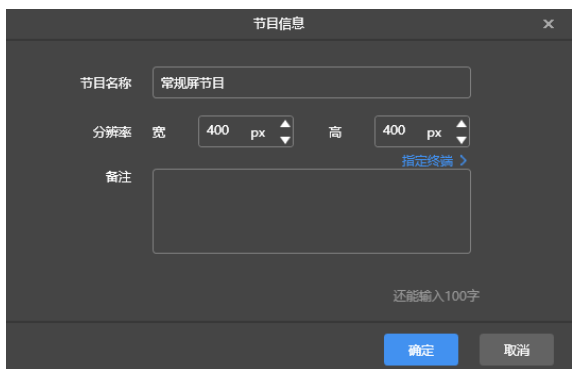 节目信息
节目名称 常规屏节目
分辨率 宽 400 px 高 400 px
指定终端
备注
还能输入100字
确定 取消